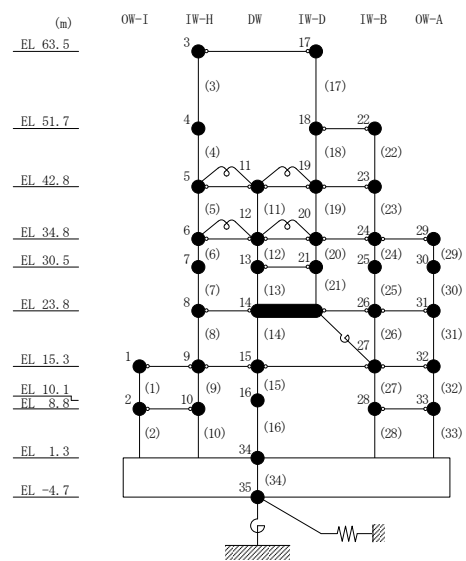 (m) OW-I IW-H DW IW-D IW-B OW-A
EL 63.5 3 17
(3) (17)
EL 51.7 4 18 22
(4) (18) (22)
11 19
EL 42.8 5 23
(5) (11) (19) (23)
12 20
EL 34.8 6 24 29
(6) (12) (20) (24) (29)
EL 30.5 7 13 21 25 30
(7) (13) (21) (25) (30)
EL 23.8 8 14 26 31
(8) (14) (26) (31)
27
EL 15.3 1 9 15 32
(1) (9) (15) (27) (32)
EL 10.1 16
EL 8.8 2 10 28 33
(2) (10) (16) (28) (33)
EL 1.3 34
(34)
EL -4.7 35